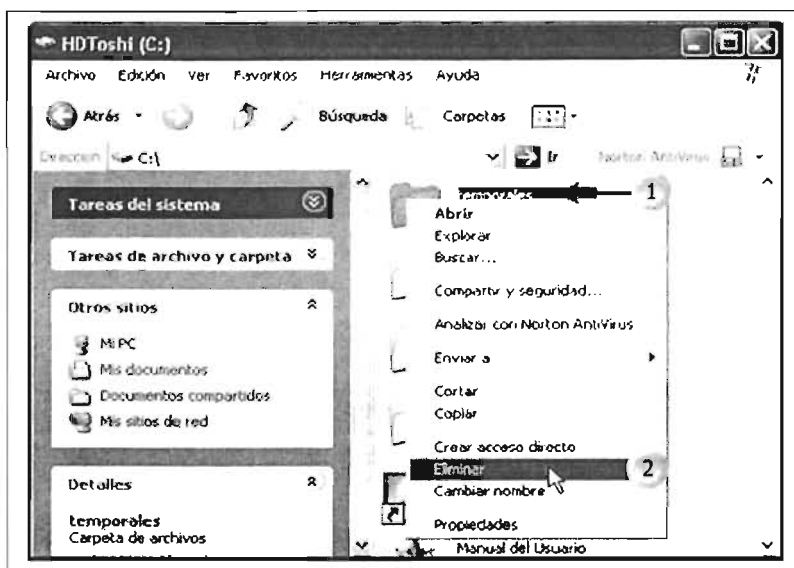 HDToshi (C:)
Archivo Edición Ver Favoritos Herramientas Ayuda
Atrás Búsqueda Carpetas
Dirección C:\ Ir Norton AntiVirus
Tareas del sistema
Tareas de archivo y carpeta
Otros sitios
Mi PC
Mis documentos
Documentos compartidos
Mis sitios de red
Detalles
temporales
Carpeta de archivos
temporales 1
Abrir
Explorar
Buscar...
Compartir y seguridad...
Analizar con Norton AntiVirus
Enviar a
Cortar
Copiar
Crear acceso directo
Eliminar 2
Cambiar nombre
Propiedades
Manual del Usuario